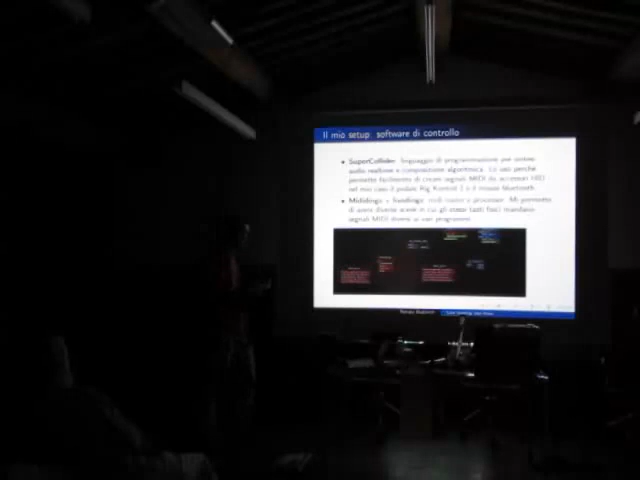 Il mio setup: software di controllo
• SuperCollider: linguaggio di programmazione per sintesi
audio realtime e composizione algoritmica. Lo uso perché
permette facilmente di creare segnali MIDI da accessori HID
nel mio caso il pedale Rig Kontrol 3 e il mouse bluetooth.
• Mididings + livedings: midi router e processor. Mi permette
di avere diverse scene in cui gli stessi tasti fisici mandano
segnali MIDI diversi ai vari programmi